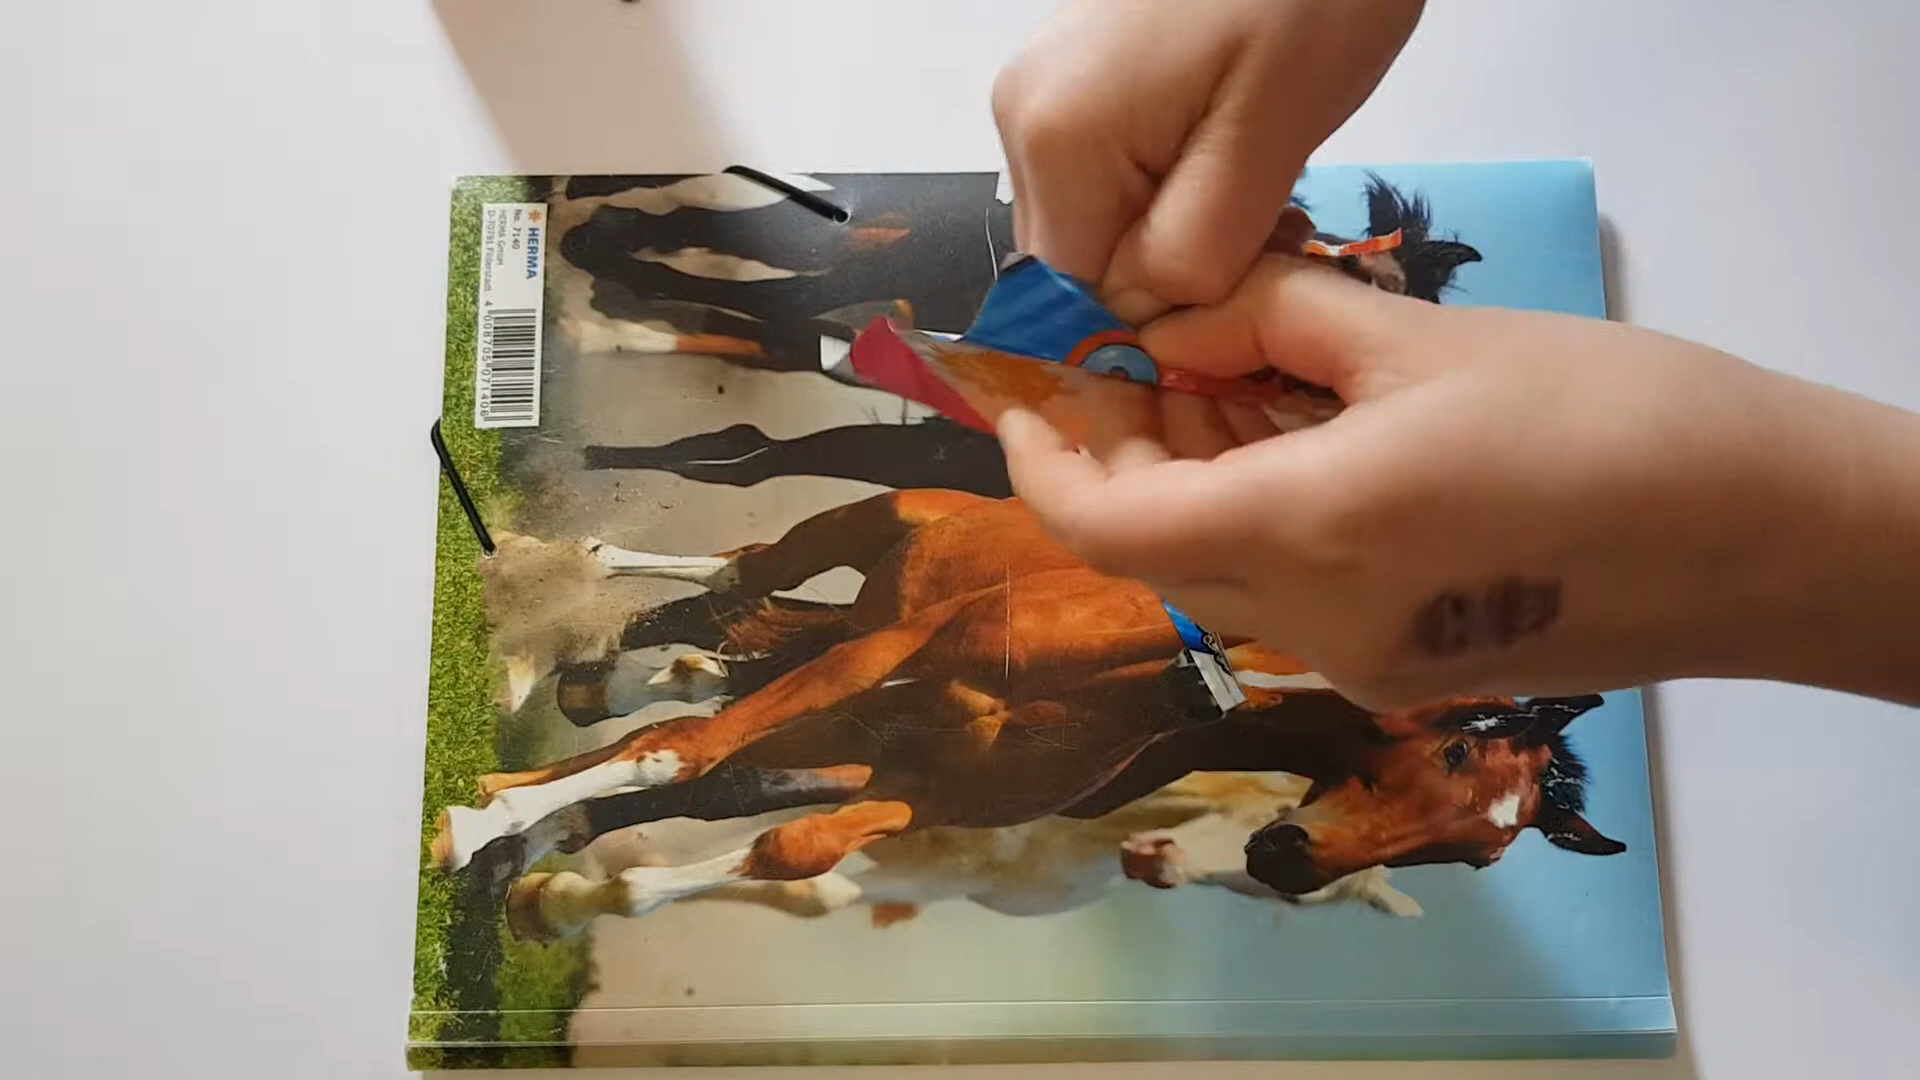 HERMA
No. 7140
HERMA GmbH
D-70791 Filderstadt
4 008705 071406